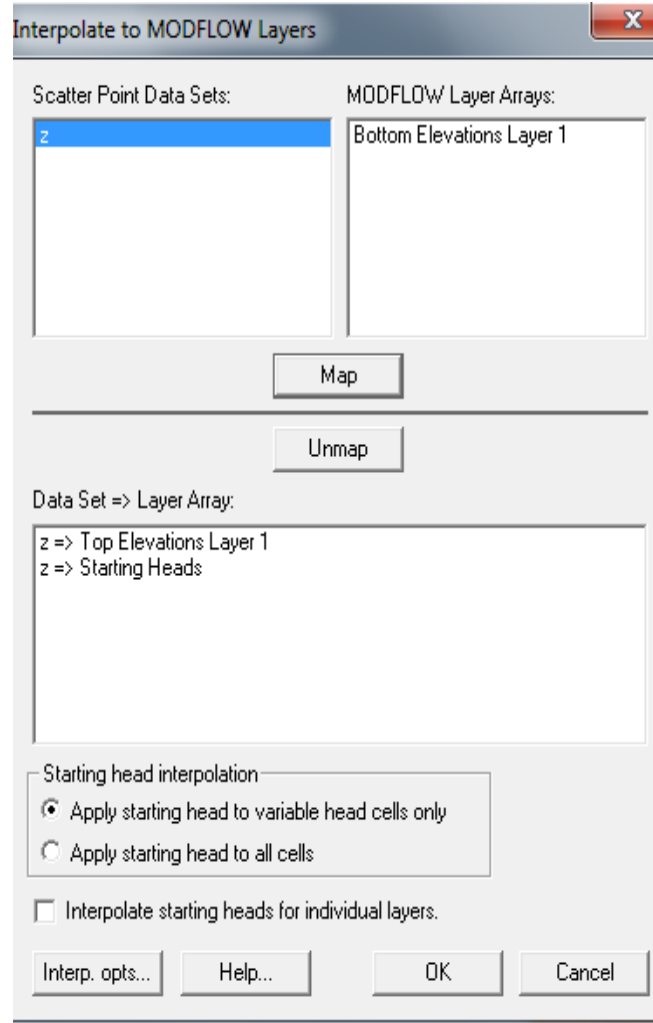 Interpolate to MODFLOW Layers
x
Scatter Point Data Sets: MODFLOW Layer Arrays:
z
Bottom Elevations Layer 1
Map
Unmap
Data Set => Layer Array:
z => Top Elevations Layer 1
z => Starting Heads
Starting head interpolation
Apply starting head to variable head cells only
Apply starting head to all cells
Interpolate starting heads for individual layers.
Interp. opts... Help... OK Cancel